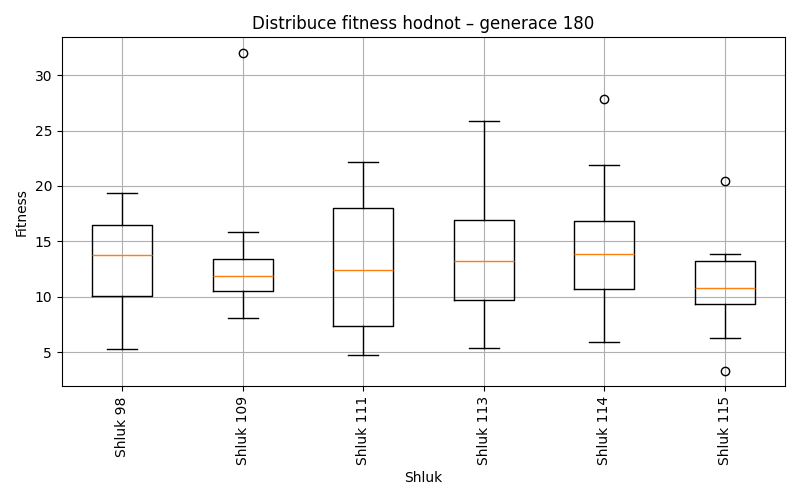 Distribuce fitness hodnot – generace 180
Fitness
30
25
20
15
10
5
Shluk 98
Shluk 109
Shluk 111
Shluk 113
Shluk 114
Shluk 115
Shluk